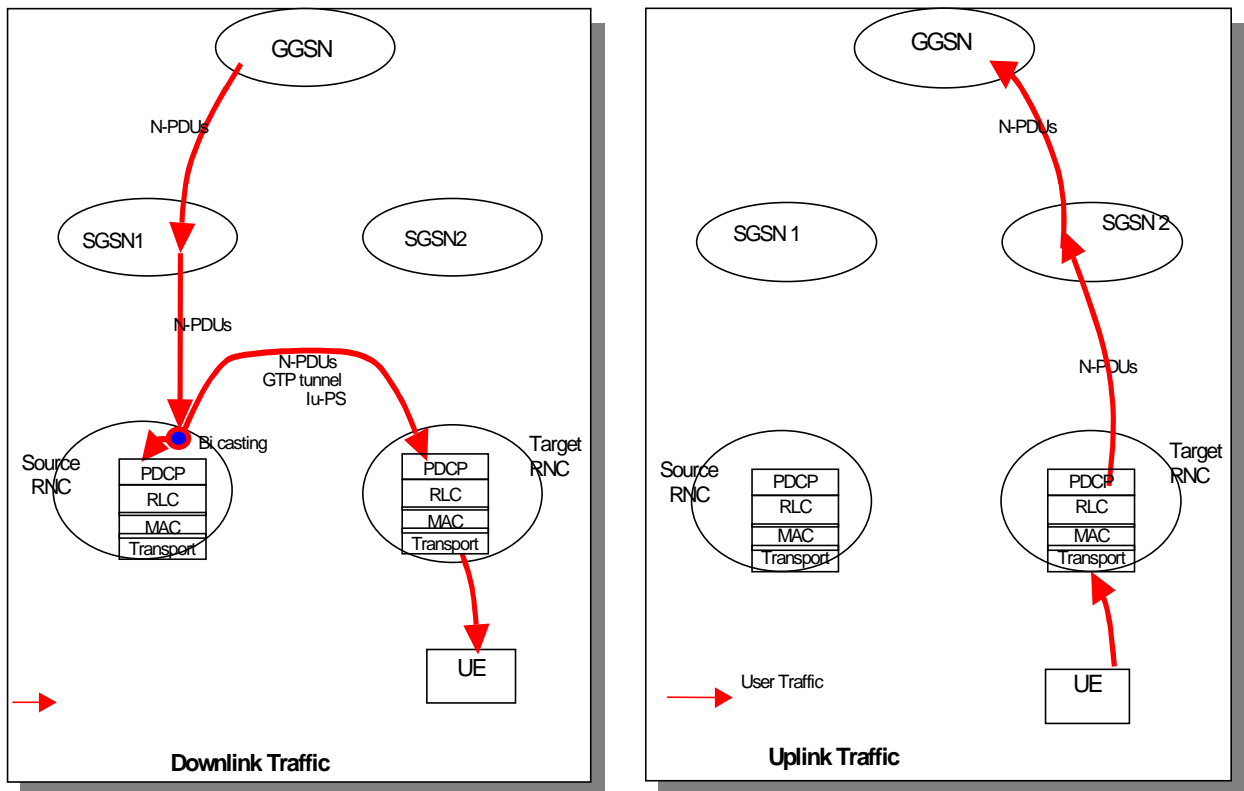 GGSN
N-PDUs
SGSN1
SGSN2
N-PDUs
N-PDUs
GTP tunnel
Iu-PS
Bi casting
Source
RNC
PDCP
RLC
MAC
Transport
Target
RNC
PDCP
RLC
MAC
Transport
UE
Downlink Traffic
GGSN
N-PDUs
SGSN 1
SGSN 2
N-PDUs
Source
RNC
PDCP
RLC
MAC
Transport
Target
RNC
PDCP
RLC
MAC
Transport
User Traffic
UE
Uplink Traffic